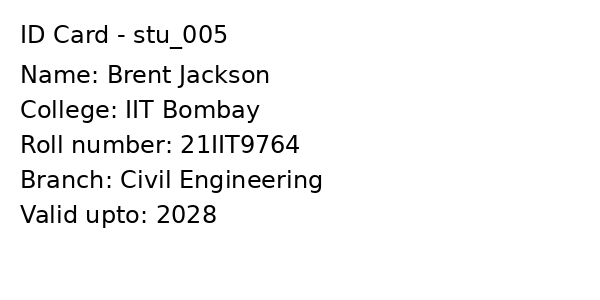 ID Card - stu_005
Name: Brent Jackson
College: IIT Bombay
Roll number: 21IIT9764
Branch: Civil Engineering
Valid upto: 2028